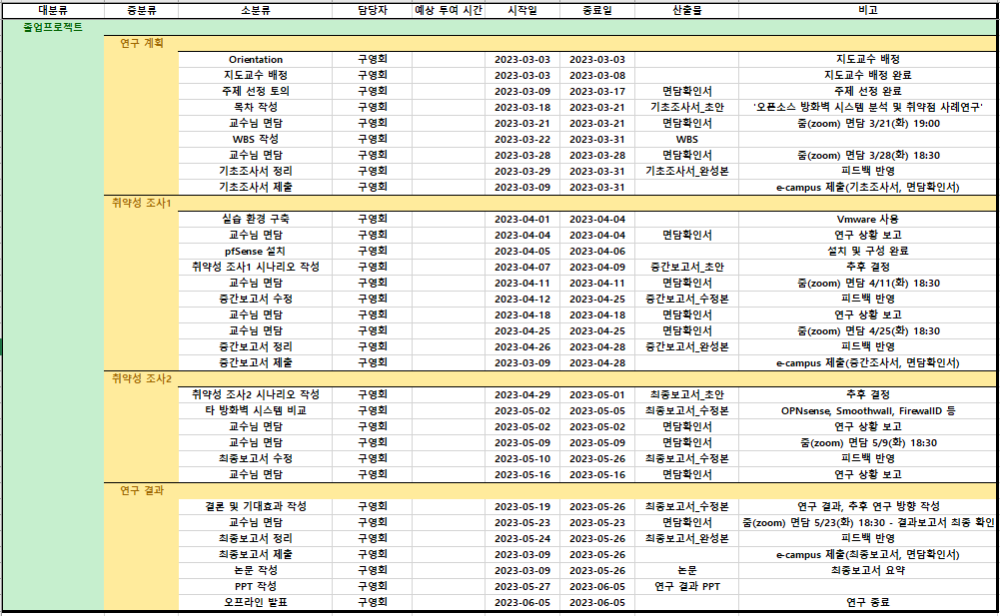 대분류 중분류 소분류 담당자 예상 투여 시간 시작일 종료일 산출물 비고
졸업프로젝트
연구 계획
Orientation 구영회 2023-03-03 2023-03-03 지도교수 배정
지도교수 배정 구영회 2023-03-03 2023-03-08 지도교수 배정 완료
주제 선정 토의 구영회 2023-03-09 2023-03-17 면담확인서 주제 선정 완료
목차 작성 구영회 2023-03-18 2023-03-21 기초조사서_초안 '오픈소스 방화벽 시스템 분석 및 취약점 사례연구'
교수님 면담 구영회 2023-03-21 2023-03-21 면담확인서 줌(zoom) 면담 3/21(화) 19:00
WBS 작성 구영회 2023-03-22 2023-03-31 WBS
교수님 면담 구영회 2023-03-28 2023-03-28 면담확인서 줌(zoom) 면담 3/28(화) 18:30
기초조사서 정리 구영회 2023-03-29 2023-03-31 기초조사서_완성본 피드백 반영
기초조사서 제출 구영회 2023-03-09 2023-03-31 e-campus 제출(기초조사서, 면담확인서)
취약성 조사1
실습 환경 구축 구영회 2023-04-01 2023-04-04 Vmware 사용
교수님 면담 구영회 2023-04-04 2023-04-04 면담확인서 연구 상황 보고
pfSense 설치 구영회 2023-04-05 2023-04-06 설치 및 구성 완료
취약성 조사1 시나리오 작성 구영회 2023-04-07 2023-04-09 중간보고서_초안 추후 결정
교수님 면담 구영회 2023-04-11 2023-04-11 면담확인서 줌(zoom) 면담 4/11(화) 18:30
중간보고서 수정 구영회 2023-04-12 2023-04-25 중간보고서_수정본 피드백 반영
교수님 면담 구영회 2023-04-18 2023-04-18 면담확인서 연구 상황 보고
교수님 면담 구영회 2023-04-25 2023-04-25 면담확인서 줌(zoom) 면담 4/25(화) 18:30
중간보고서 정리 구영회 2023-04-26 2023-04-28 중간보고서_완성본 피드백 반영
중간보고서 제출 구영회 2023-03-09 2023-04-28 e-campus 제출(중간조사서, 면담확인서)
취약성 조사2
취약성 조사2 시나리오 작성 구영회 2023-04-29 2023-05-01 최종보고서_초안 추후 결정
타 방화벽 시스템 비교 구영회 2023-05-02 2023-05-05 최종보고서_수정본 OPNsense, Smoothwall, FirewallD 등
교수님 면담 구영회 2023-05-02 2023-05-02 면담확인서 연구 상황 보고
교수님 면담 구영회 2023-05-09 2023-05-09 면담확인서 줌(zoom) 면담 5/9(화) 18:30
최종보고서 수정 구영회 2023-05-10 2023-05-26 최종보고서_수정본 피드백 반영
교수님 면담 구영회 2023-05-16 2023-05-16 면담확인서 연구 상황 보고
연구 결과
결론 및 기대효과 작성 구영회 2023-05-19 2023-05-26 최종보고서_수정본 연구 결과, 추후 연구 방향 작성
교수님 면담 구영회 2023-05-23 2023-05-23 면담확인서 줌(zoom) 면담 5/23(화) 18:30 - 결과보고서 최종 확인
최종보고서 정리 구영회 2023-05-24 2023-05-26 최종보고서_완성본 피드백 반영
최종보고서 제출 구영회 2023-03-09 2023-05-26 e-campus 제출(최종보고서, 면담확인서)
논문 작성 구영회 2023-03-09 2023-05-26 논문 최종보고서 요약
PPT 작성 구영회 2023-05-27 2023-06-05 연구 결과 PPT
오프라인 발표 구영회 2023-06-05 2023-06-05 연구 종료